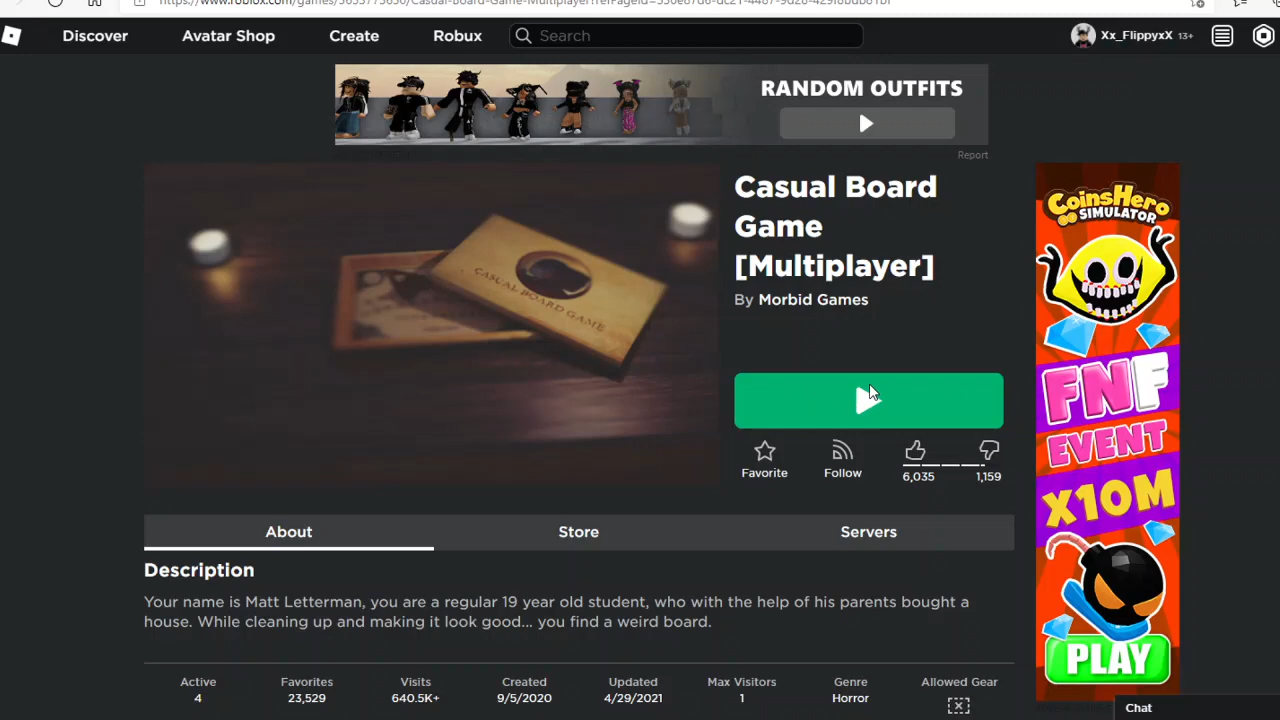 Discover
Avatar Shop
Create
Robux
Search
Xx_FlippyxX 13+
RANDOM OUTFITS
Report
CASUAL BOARD GAME
Casual Board
Game
[Multiplayer]
By Morbid Games
Favorite
Follow
6,035
1,159
COINSHERO
SIMULATOR
FNF
EVENT
X10M
PLAY
About
Store
Servers
Description
Your name is Matt Letterman, you are a regular 19 year old student, who with the help of his parents bought a
house. While cleaning up and making it look good... you find a weird board.
Active
Favorites
Visits
Created
Updated
Max Visitors
Genre
Allowed Gear
4
23,529
640.5K+
9/5/2020
4/29/2021
1
Horror
Chat